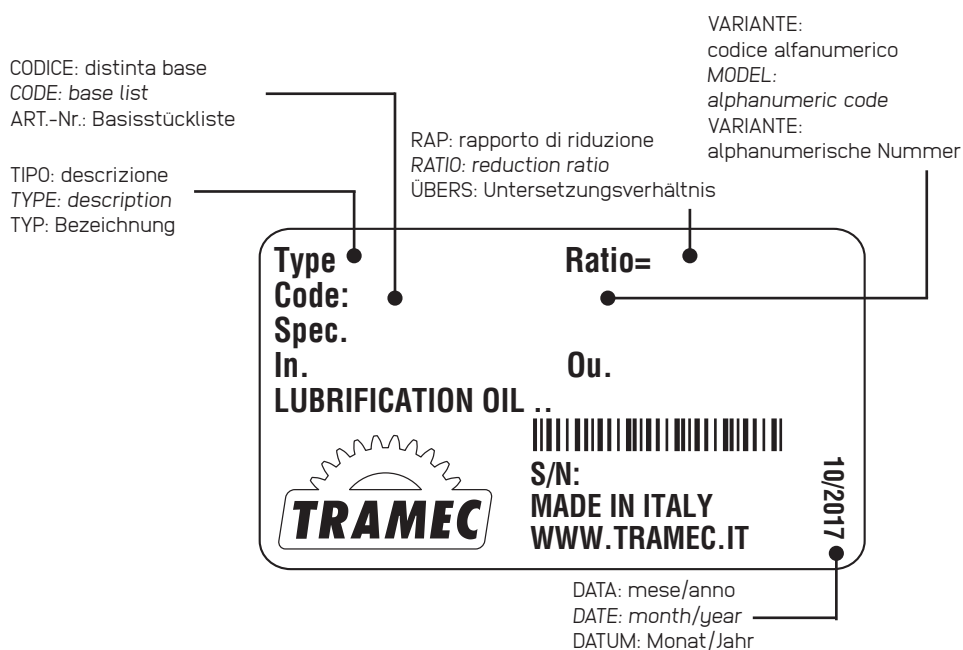 VARIANTE:
codice alfanumerico
MODEL:
alphanumeric code
VARIANTE:
alphanumerische Nummer
CODICE: distinta base
CODE: base list
ART.-Nr.: Basisstückliste
RAP: rapporto di riduzione
RATIO: reduction ratio
ÜBERS: Untersetzungsverhältnis
TIPO: descrizione
TYPE: description
TYP: Bezeichnung
Type
Ratio=
Code:
Spec.
In.
Ou.
LUBRIFICATION OIL ..
TRAMEC
S/N:
MADE IN ITALY
WWW.TRAMEC.IT
10/2017
DATA: mese/anno
DATE: month/year
DATUM: Monat/Jahr